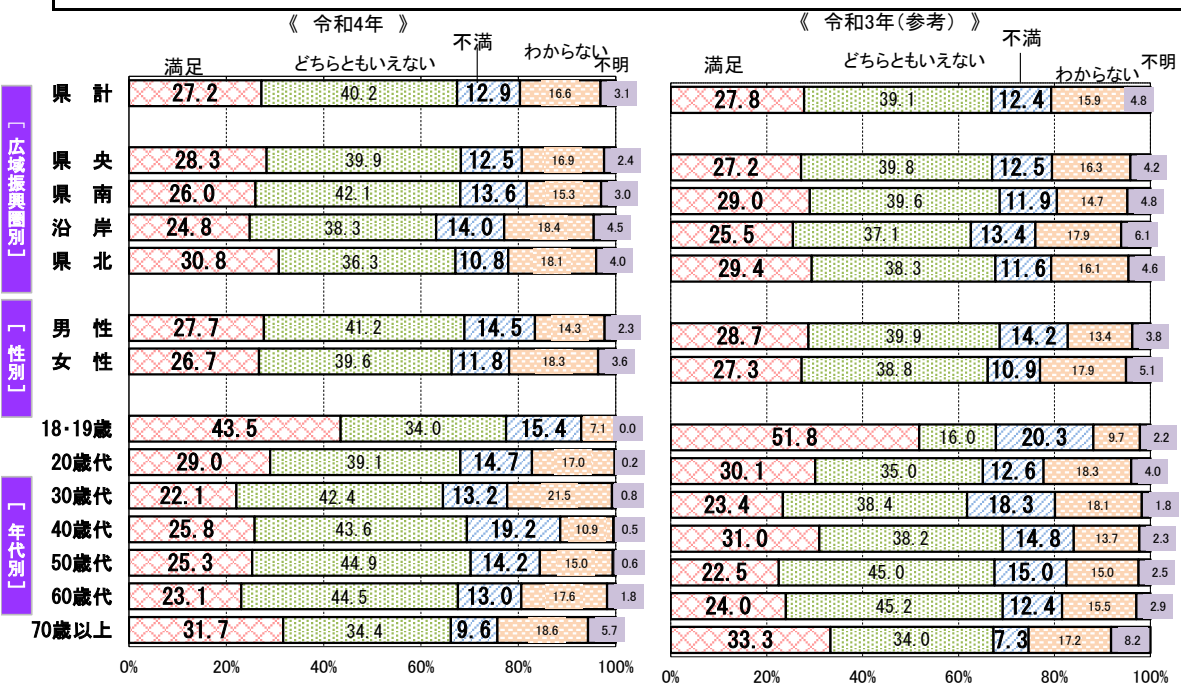 《 令和4年 》
《 令和3年(参考) 》
満足 どちらともいえない 不満 わからない 不明
満足 どちらともいえない 不満 わからない 不明
県 計 27.2 40.2 12.9 16.6 3.1 27.8 39.1 12.4 15.9 4.8
[広域振興圏別]
県 央 28.3 39.9 12.5 16.9 2.4 27.2 39.8 12.5 16.3 4.2
県 南 26.0 42.1 13.6 15.3 3.0 29.0 39.6 11.9 14.7 4.8
沿 岸 24.8 38.3 14.0 18.4 4.5 25.5 37.1 13.4 17.9 6.1
県 北 30.8 36.3 10.8 18.1 4.0 29.4 38.3 11.6 16.1 4.6
[性別]
男 性 27.7 41.2 14.5 14.3 2.3 28.7 39.9 14.2 13.4 3.8
女 性 26.7 39.6 11.8 18.3 3.6 27.3 38.8 10.9 17.9 5.1
[年代別]
18・19歳 43.5 34.0 15.4 7.1 0.0 51.8 16.0 20.3 9.7 2.2
20歳代 29.0 39.1 14.7 17.0 0.2 30.1 35.0 12.6 18.3 4.0
30歳代 22.1 42.4 13.2 21.5 0.8 23.4 38.4 18.3 18.1 1.8
40歳代 25.8 43.6 19.2 10.9 0.5 31.0 38.2 14.8 13.7 2.3
50歳代 25.3 44.9 14.2 15.0 0.6 22.5 45.0 15.0 15.0 2.5
60歳代 23.1 44.5 13.0 17.6 1.8 24.0 45.2 12.4 15.5 2.9
70歳以上 31.7 34.4 9.6 18.6 5.7 33.3 34.0 7.3 17.2 8.2
0% 20% 40% 60% 80% 100%
0% 20% 40% 60% 80% 100%